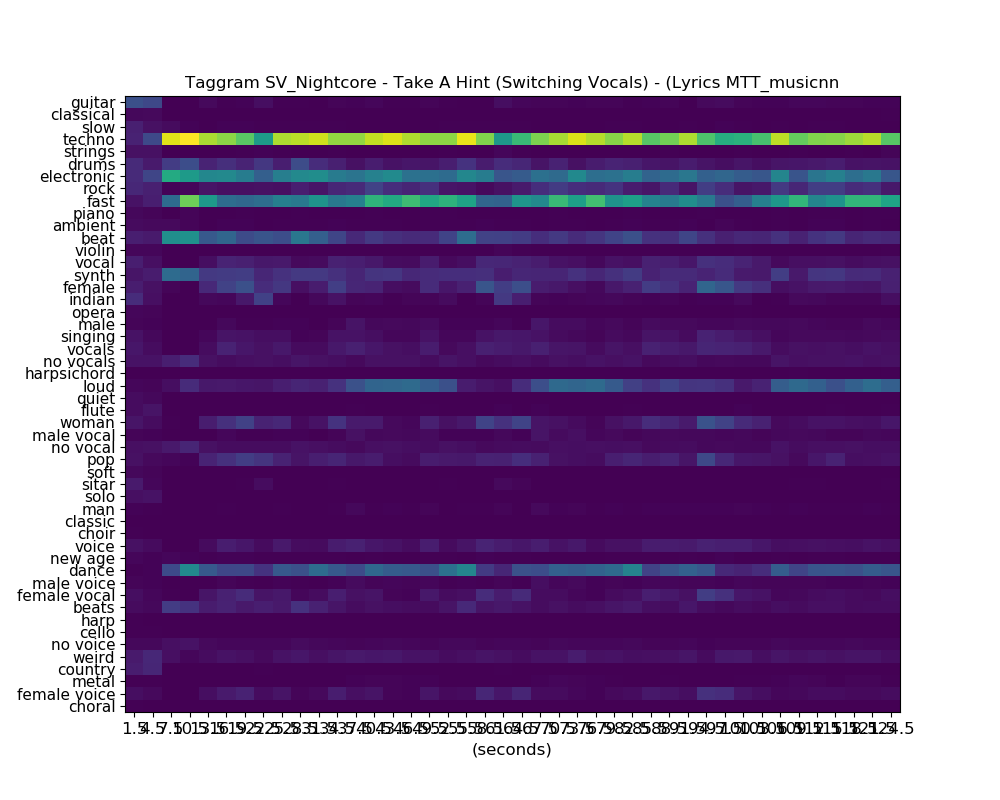 Taggram SV_Nightcore - Take A Hint (Switching Vocals) - (Lyrics MTT_musicnn
guitar
classical
slow
techno
strings
drums
electronic
rock
fast
piano
ambient
beat
violin
vocal
synth
female
indian
opera
male
singing
vocals
no vocals
harpsichord
loud
quiet
flute
woman
male vocal
no vocal
pop
soft
sitar
solo
man
classic
choir
voice
new age
dance
male voice
female vocal
beats
harp
cello
no voice
weird
country
metal
female voice
choral
(seconds)